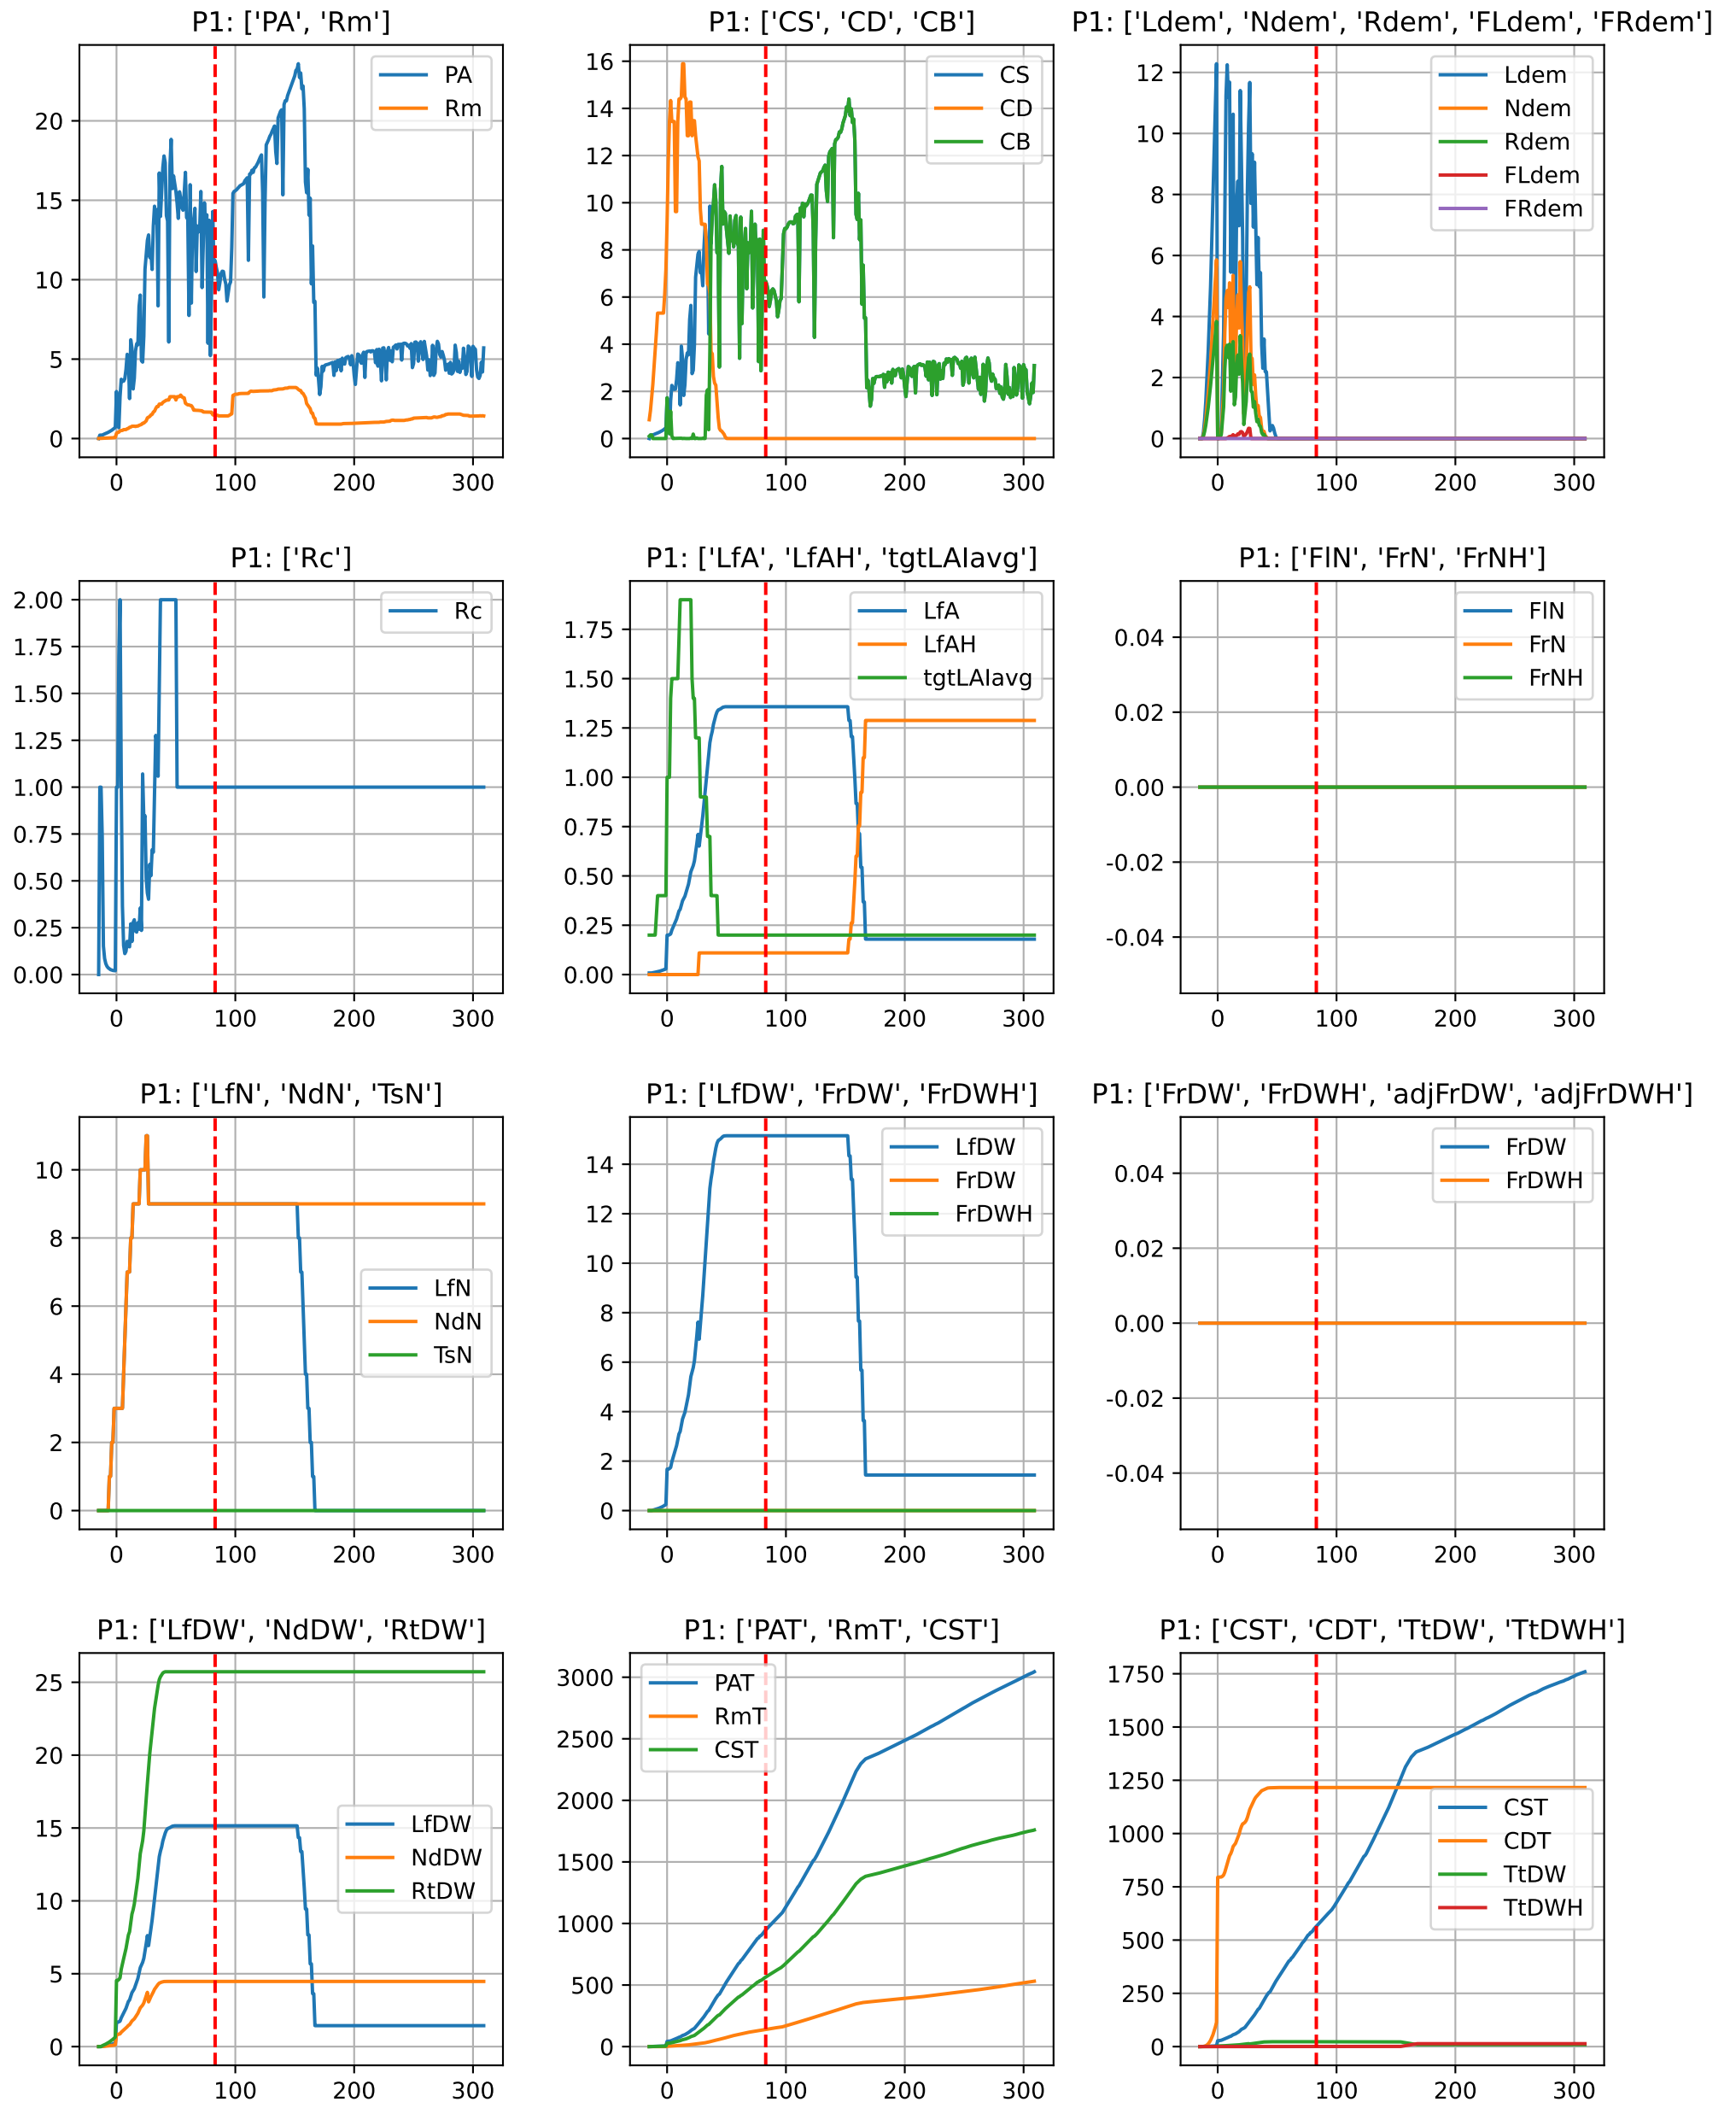 P1: ['PA', 'Rm']
20
15
10
5
0
0 100 200 300
PA
Rm
P1: ['CS', 'CD', 'CB']
16
14
12
10
8
6
4
2
0
0 100 200 300
CS
CD
CB
P1: ['Ldem', 'Ndem', 'Rdem', 'FLdem', 'FRdem']
12
10
8
6
4
2
0
0 100 200 300
Ldem
Ndem
Rdem
FLdem
FRdem
P1: ['Rc']
2.00
1.75
1.50
1.25
1.00
0.75
0.50
0.25
0.00
0 100 200 300
Rc
P1: ['LfA', 'LfAH', 'tgtLAIavg']
1.75
1.50
1.25
1.00
0.75
0.50
0.25
0.00
0 100 200 300
LfA
LfAH
tgtLAIavg
P1: ['FlN', 'FrN', 'FrNH']
0.04
0.02
0.00
-0.02
-0.04
0 100 200 300
FlN
FrN
FrNH
P1: ['LfN', 'NdN', 'TsN']
10
8
6
4
2
0
0 100 200 300
LfN
NdN
TsN
P1: ['LfDW', 'FrDW', 'FrDWH']
14
12
10
8
6
4
2
0
0 100 200 300
LfDW
FrDW
FrDWH
P1: ['FrDW', 'FrDWH', 'adjFrDW', 'adjFrDWH']
0.04
0.02
0.00
-0.02
-0.04
0 100 200 300
FrDW
FrDWH
P1: ['LfDW', 'NdDW', 'RtDW']
25
20
15
10
5
0
0 100 200 300
LfDW
NdDW
RtDW
P1: ['PAT', 'RmT', 'CST']
3000
2500
2000
1500
1000
500
0
0 100 200 300
PAT
RmT
CST
P1: ['CST', 'CDT', 'TtDW', 'TtDWH']
1750
1500
1250
1000
750
500
250
0
0 100 200 300
CST
CDT
TtDW
TtDWH